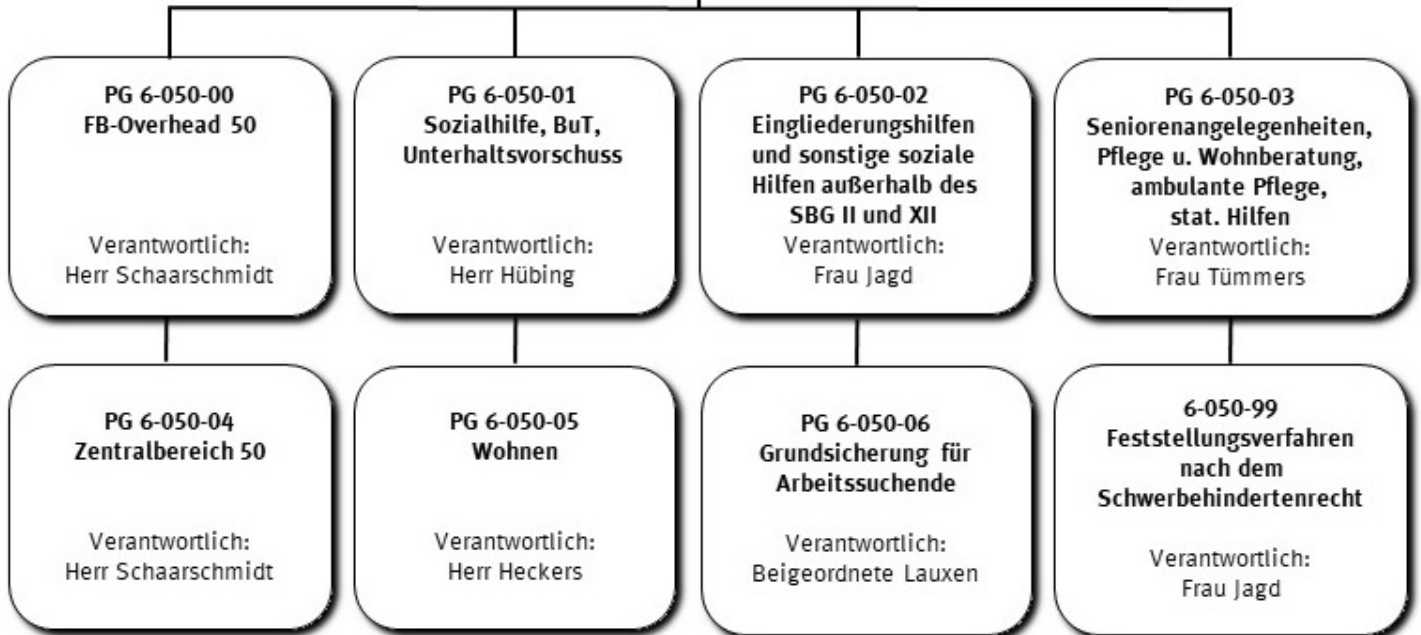 PG 6-050-00
FB-Overhead 50
Verantwortlich:
Herr Schaarschmidt
PG 6-050-01
Sozialhilfe, BuT,
Unterhaltsvorschuss
Verantwortlich:
Herr Hübing
PG 6-050-02
Eingliederungshilfen
und sonstige soziale
Hilfen außerhalb des
SBG II und XII
Verantwortlich:
Frau Jagd
PG 6-050-03
Seniorenangelegenheiten,
Pflege u. Wohnberatung,
ambulante Pflege,
stat. Hilfen
Verantwortlich:
Frau Tümmers
PG 6-050-04
Zentralbereich 50
Verantwortlich:
Herr Schaarschmidt
PG 6-050-05
Wohnen
Verantwortlich:
Herr Heckers
PG 6-050-06
Grundsicherung für
Arbeitssuchende
Verantwortlich:
Beigeordnete Lauxen
6-050-99
Feststellungsverfahren
nach dem
Schwerbehindertenrecht
Verantwortlich:
Frau Jagd